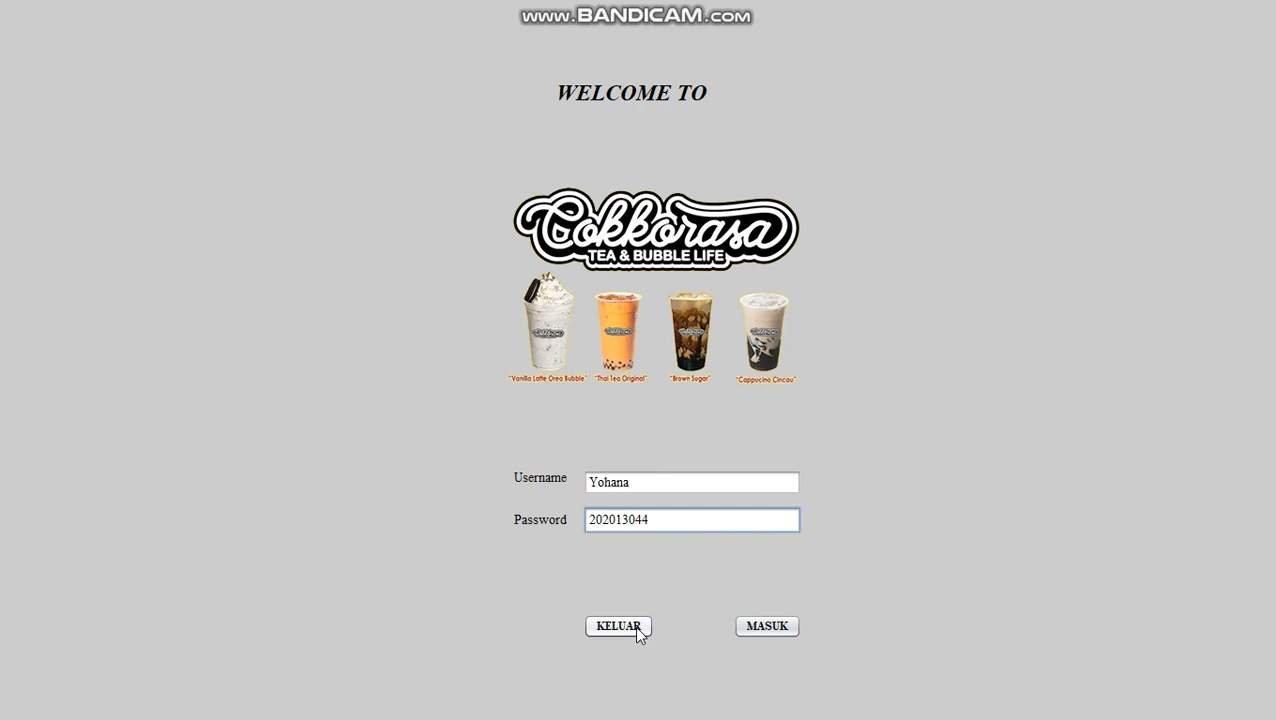 www.BANDICAM.COM
WELCOME TO
Cokkorasa
TEA & BUBBLE LIFE
"Vanilla Latte Oreo Bubble" "Thai Tea Original" "Brown Sugar" "Cappucino Cincau"
Username Yohana
Password 202013044
KELUAR MASUK